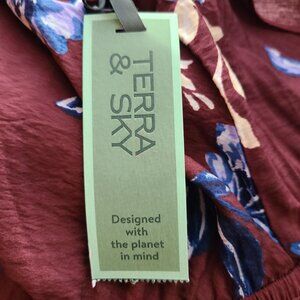 TERRA
& SKY
Designed
with
the planet
in mind